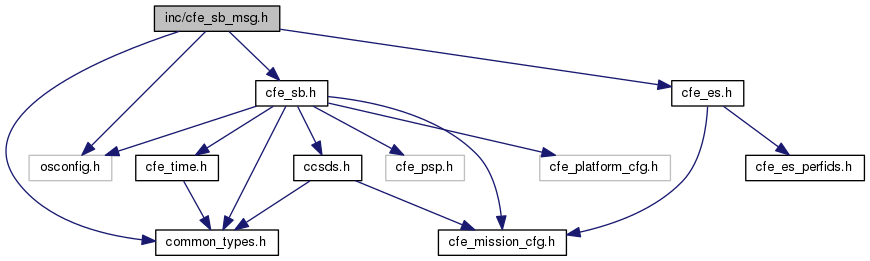 inc/cfe_sb_msg.h
cfe_sb.h
cfe_es.h
osconfig.h
cfe_time.h
ccsds.h
cfe_psp.h
cfe_platform_cfg.h
cfe_es_perfids.h
common_types.h
cfe_mission_cfg.h